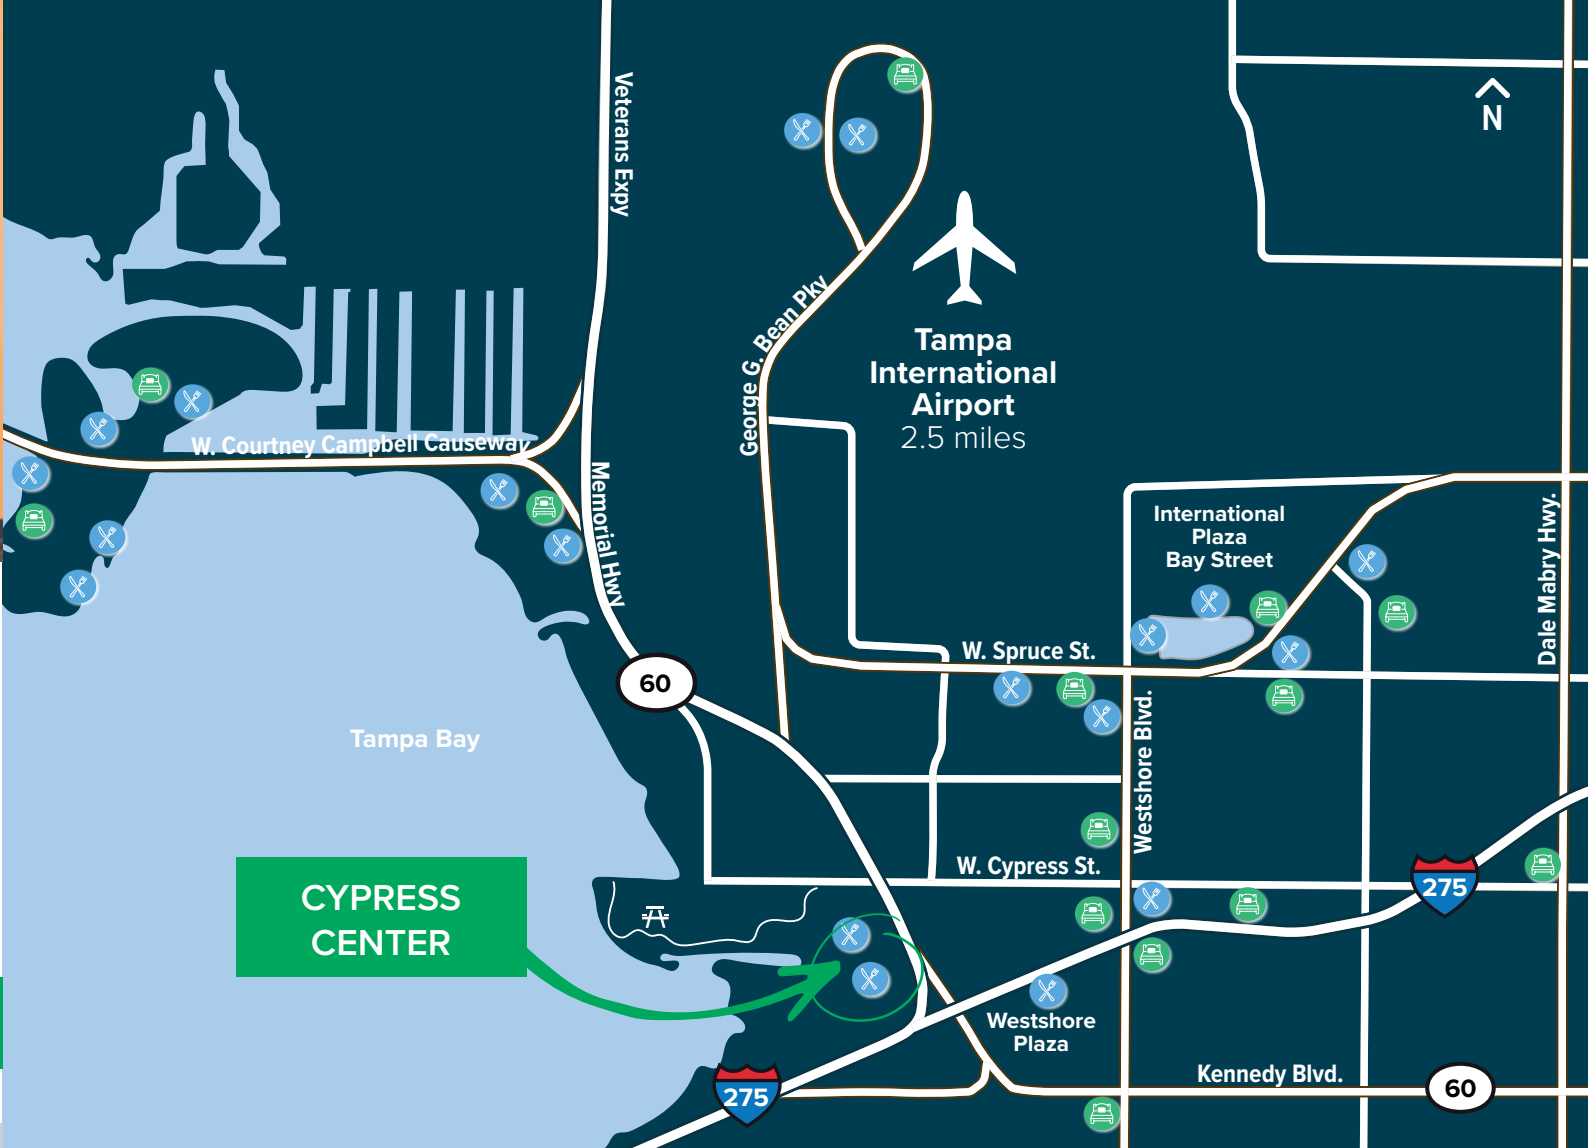 Veterans Expy
N
George G. Bean Pky
Tampa
International
Airport
2.5 miles
W. Courtney Campbell Causeway
Memorial Hwy
International
Plaza
Bay Street
Dale Mabry Hwy.
W. Spruce St.
60
Westshore Blvd.
Tampa Bay
W. Cypress St.
275
CYPRESS
CENTER
Westshore
Plaza
Kennedy Blvd.
275
60